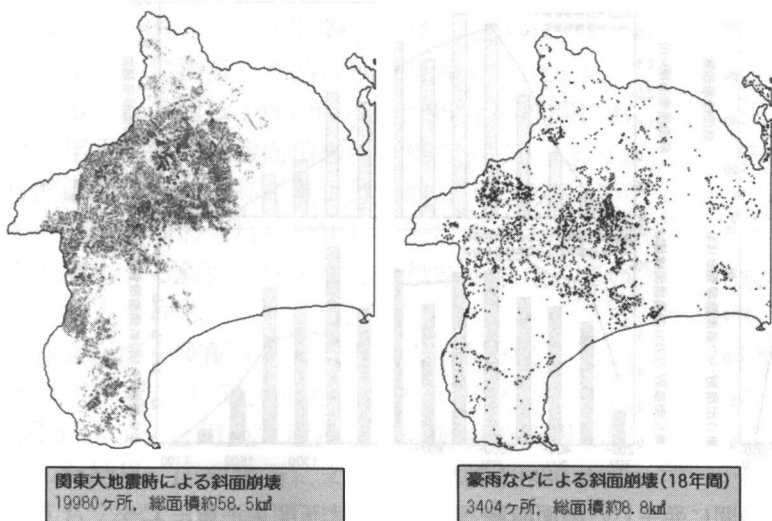 関東大地震時による斜面崩壊
19980ヶ所，総面積約58.5k㎡
豪雨などによる斜面崩壊(18年間)
3404ヶ所，総面積約8.8k㎡